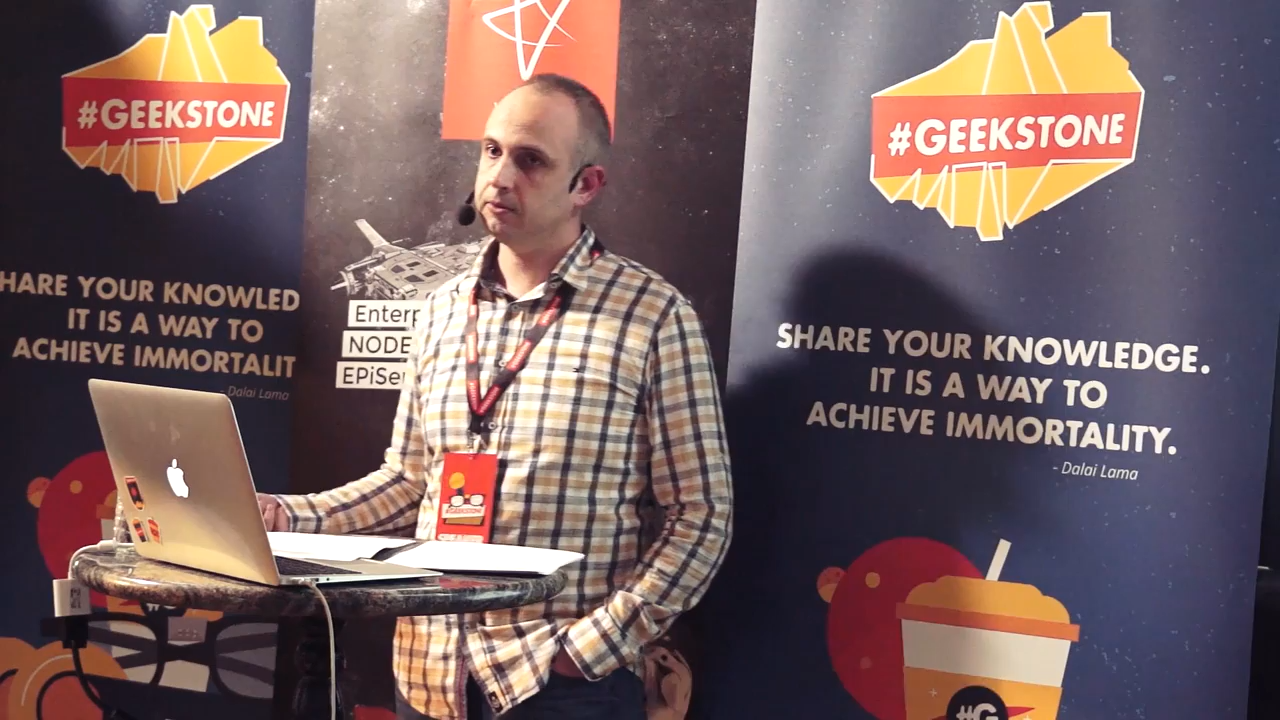 #GEEKSTONE
HARE YOUR KNOWLED
IT IS A WAY TO
ACHIEVE IMMORTALIT
- Dalai Lama
Enterp
NODE
EPiSer
#GEEKSTONE
#GEEKSTONE
SHARE YOUR KNOWLEDGE.
IT IS A WAY TO
ACHIEVE IMMORTALITY.
- Dalai Lama
#G